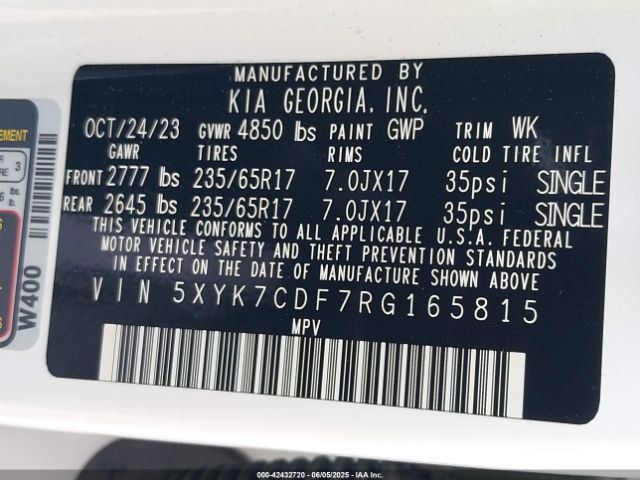 MANUFACTURED BY
KIA GEORGIA, INC.
OCT/24/23 GVWR 4850 lbs PAINT GWP TRIM WK
GAWR TIRES RIMS COLD TIRE INFL
FRONT 2777 lbs 235/65R17 7.0JX17 35psi SINGLE
REAR 2645 lbs 235/65R17 7.0JX17 35psi SINGLE
THIS VEHICLE CONFORMS TO ALL APPLICABLE U.S.A. FEDERAL
MOTOR VEHICLE SAFETY AND THEFT PREVENTION STANDARDS
IN EFFECT ON THE DATE OF MANUFACTURE SHOWN ABOVE.
VIN 5XYK7CDF7RG165815
MPV
3
lbs.
lb.
W400
000-42432720 06/05/2025 IAA Inc.